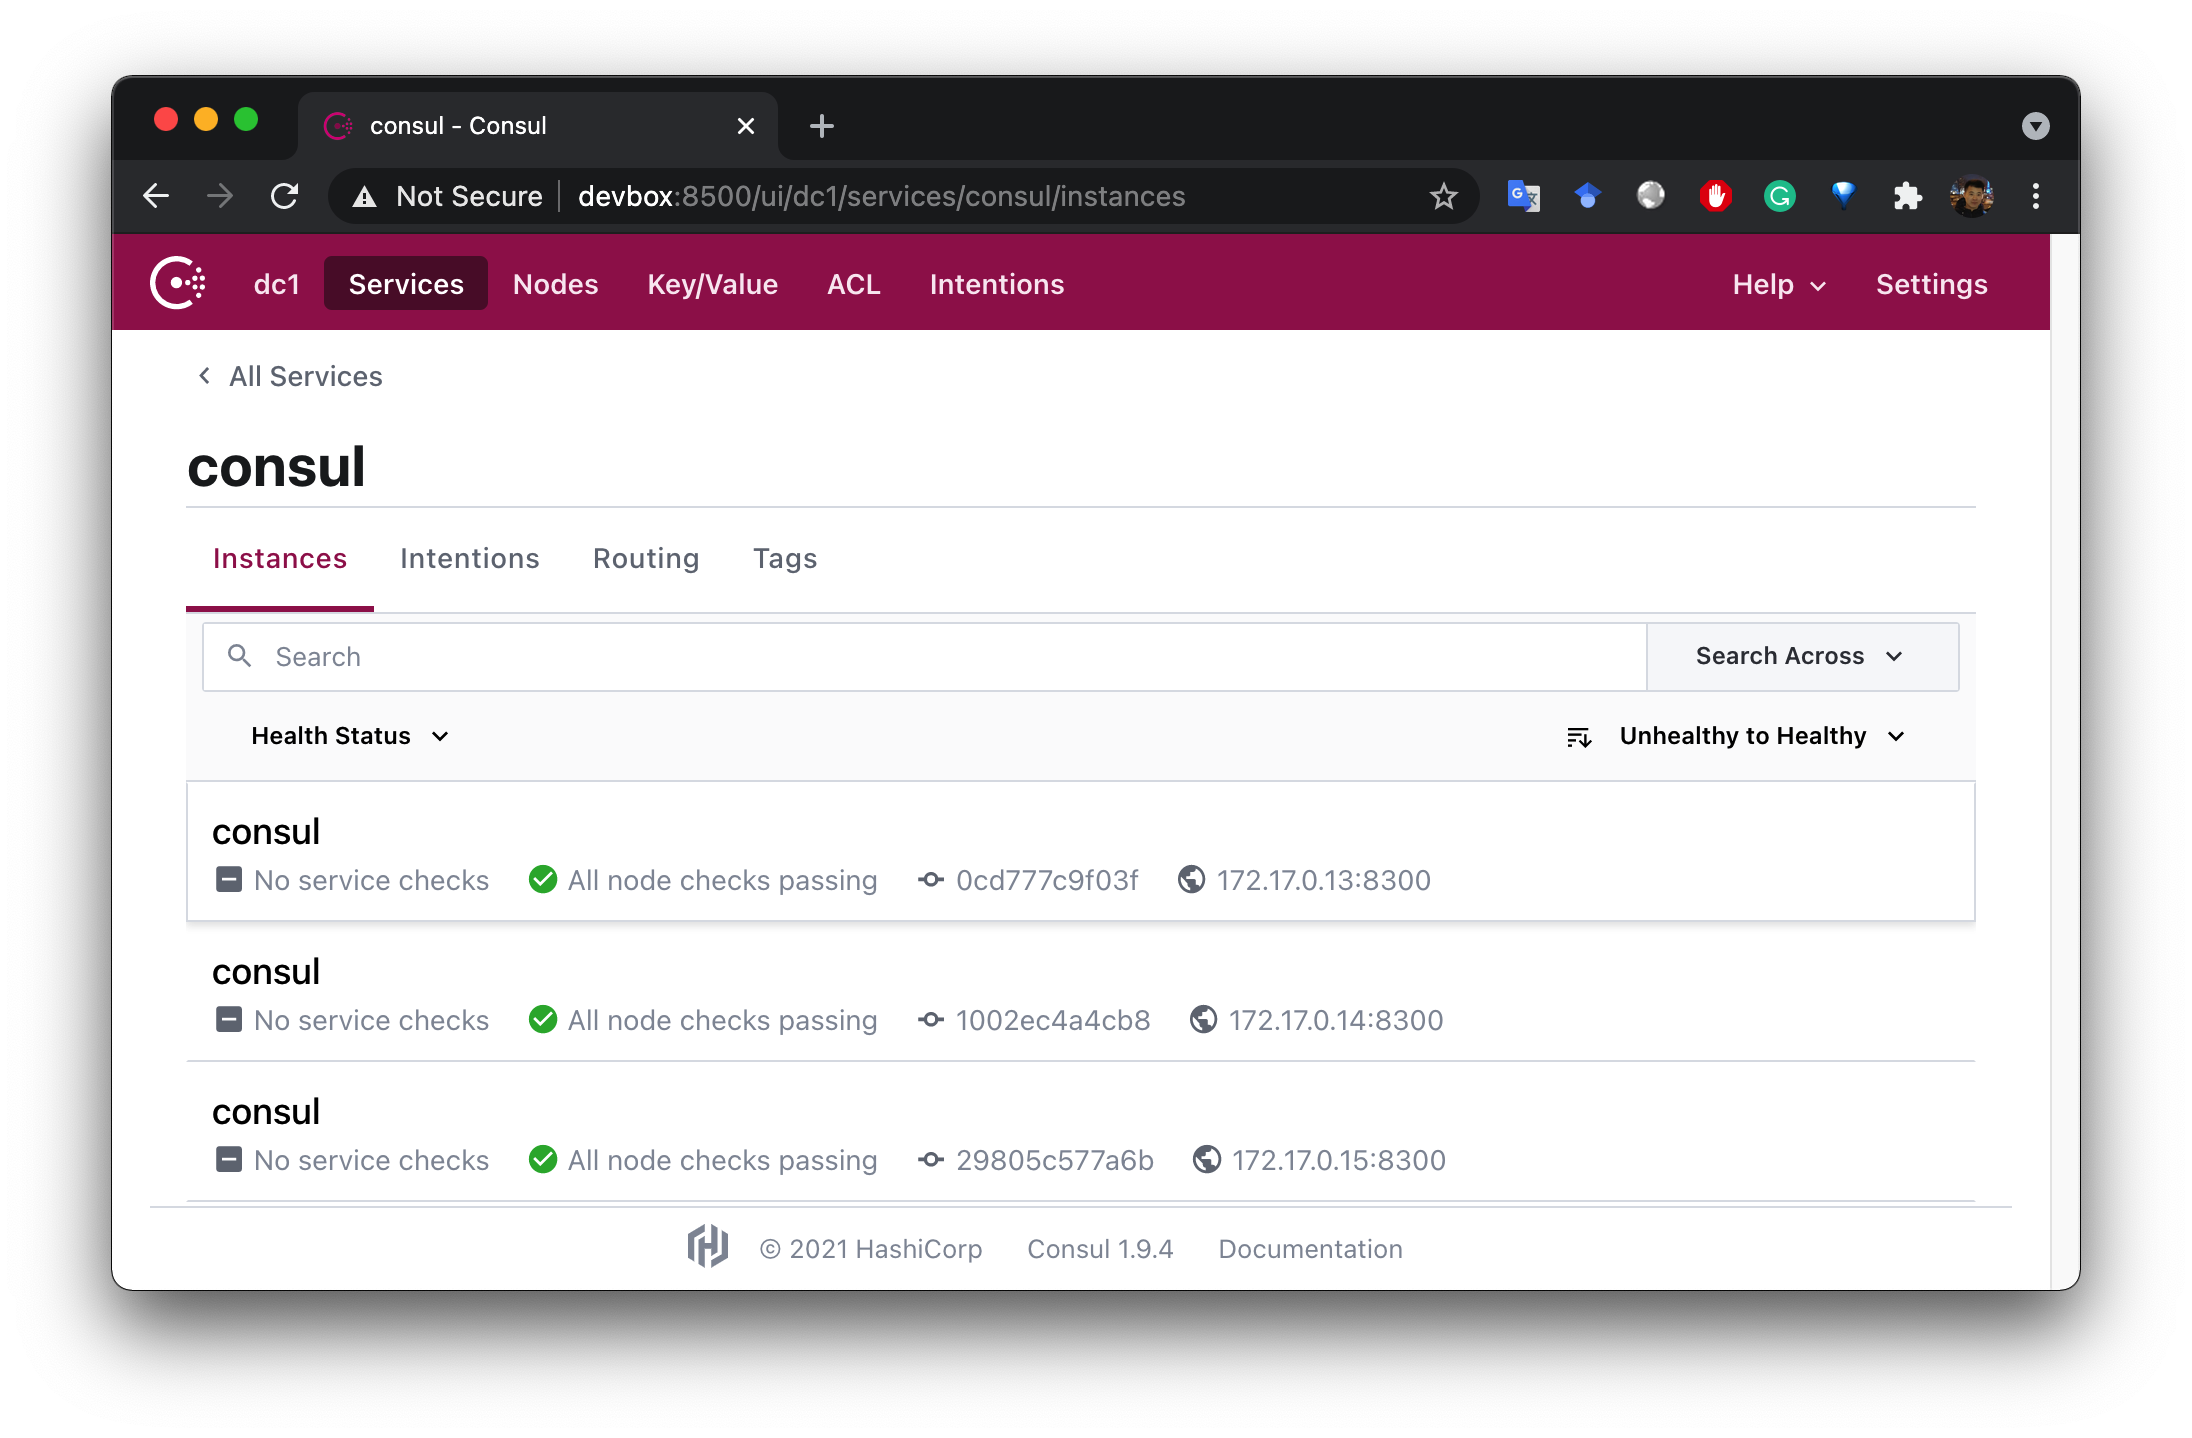 consul - Consul
Not Secure devbox:8500/ui/dc1/services/consul/instances
dc1 Services Nodes Key/Value ACL Intentions Help Settings
All Services
consul
Instances Intentions Routing Tags
Search Search Across
Health Status Unhealthy to Healthy
consul
No service checks All node checks passing 0cd777c9f03f 172.17.0.13:8300
consul
No service checks All node checks passing 1002ec4a4cb8 172.17.0.14:8300
consul
No service checks All node checks passing 29805c577a6b 172.17.0.15:8300
© 2021 HashiCorp Consul 1.9.4 Documentation